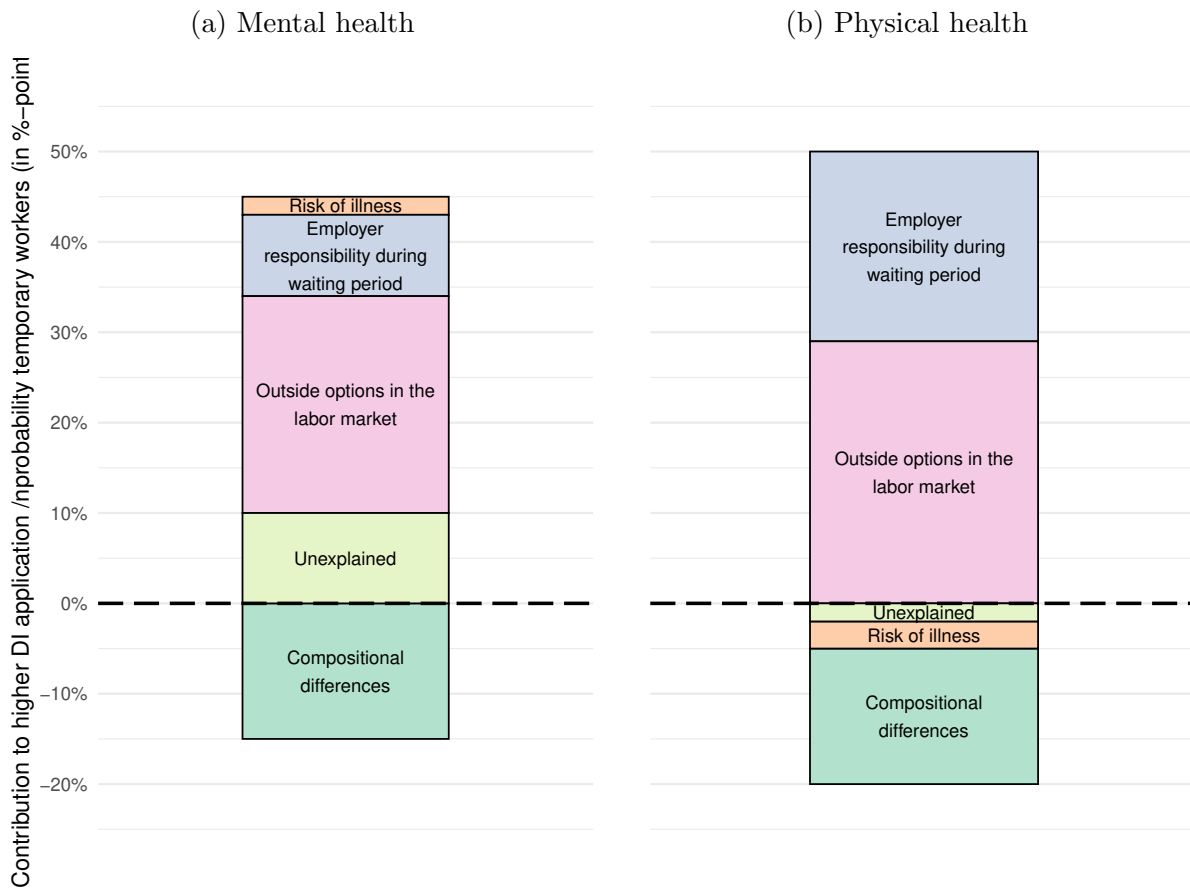 (a) Mental health
(b) Physical health
Contribution to higher DI application /nprobability temporary workers (in %−point
50%
40%
30%
20%
10%
0%
−10%
−20%
Risk of illness
Employer
responsibility during
waiting period
Outside options in the
labor market
Unexplained
Compositional
differences
Employer
responsibility during
waiting period
Outside options in the
labor market
Unexplained
Risk of illness
Compositional
differences